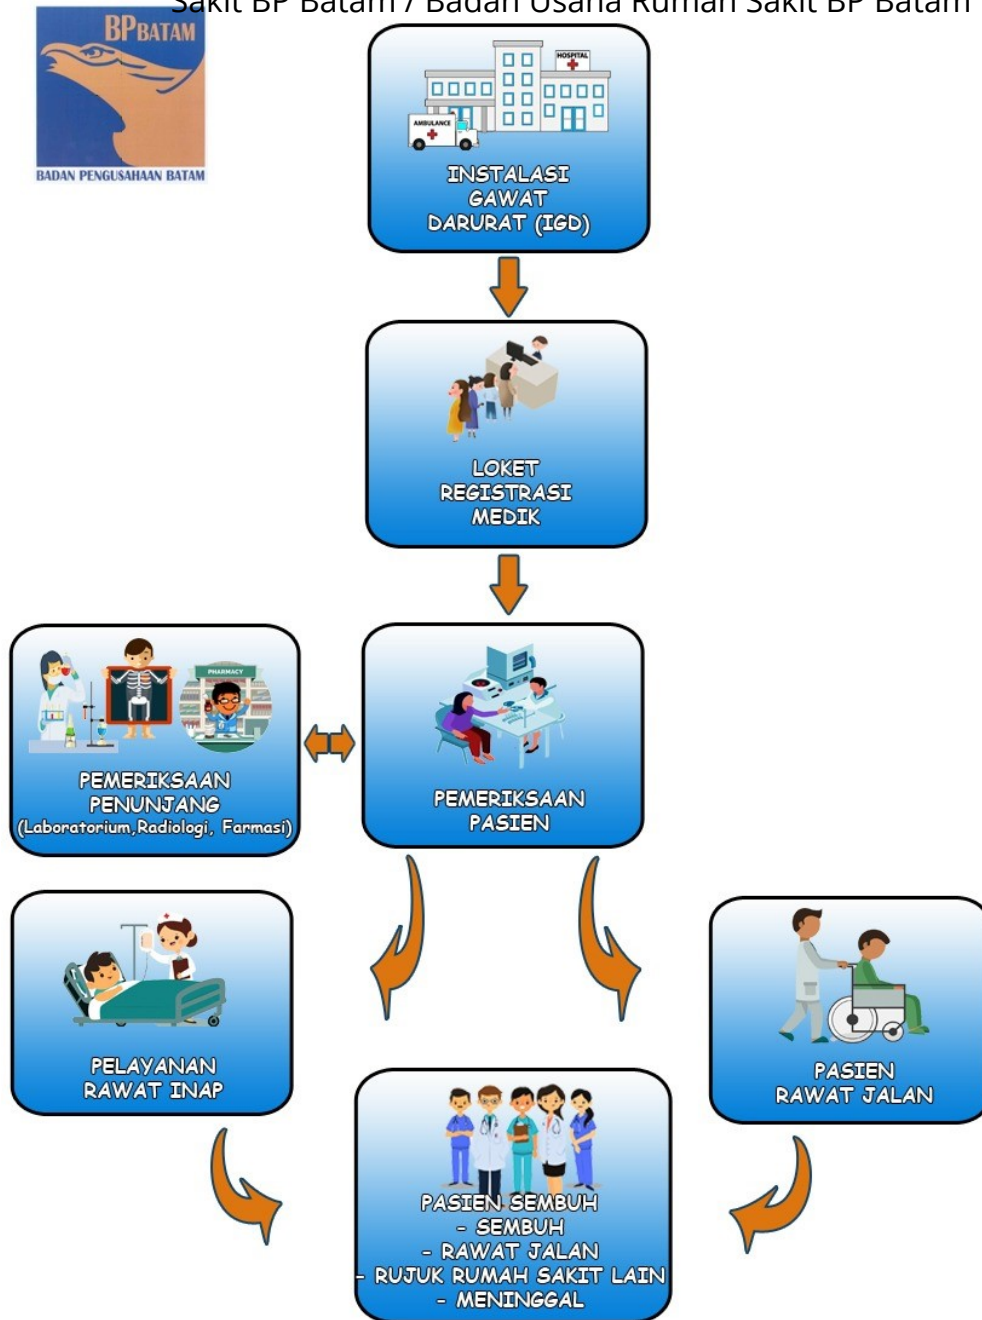 Sakit BP Batam / Badan Usaha Rumah Sakit BP Batam
BP BATAM
BADAN PENGUSAHAAN BATAM
HOSPITAL
AMBULANCE
INSTALASI
GAWAT
DARURAT (IGD)
LOKET
REGISTRASI
MEDIK
PHARMACY
PEMERIKSAAN
PENUNJANG
(Laboratorium,Radiologi, Farmasi)
PEMERIKSAAN
PASIEN
PELAYANAN
RAWAT INAP
PASIEN
RAWAT JALAN
PASIEN SEMBUH
- SEMBUH
- RAWAT JALAN
- RUJUK RUMAH SAKIT LAIN
- MENINGGAL